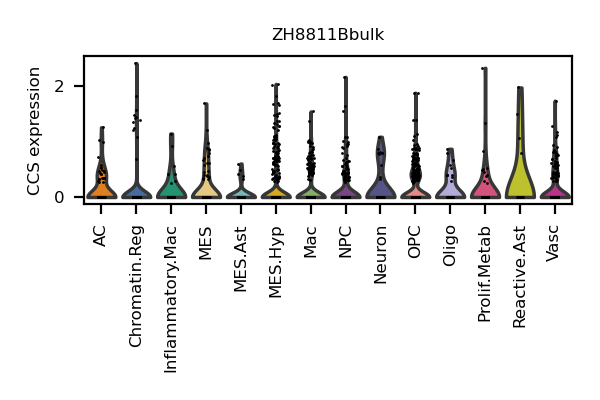 ZH8811Bbulk
CCS expression
2
0
AC
Chromatin.Reg
Inflammatory.Mac
MES
MES.Ast
MES.Hyp
Mac
NPC
Neuron
OPC
Oligo
Prolif.Metab
Reactive.Ast
Vasc